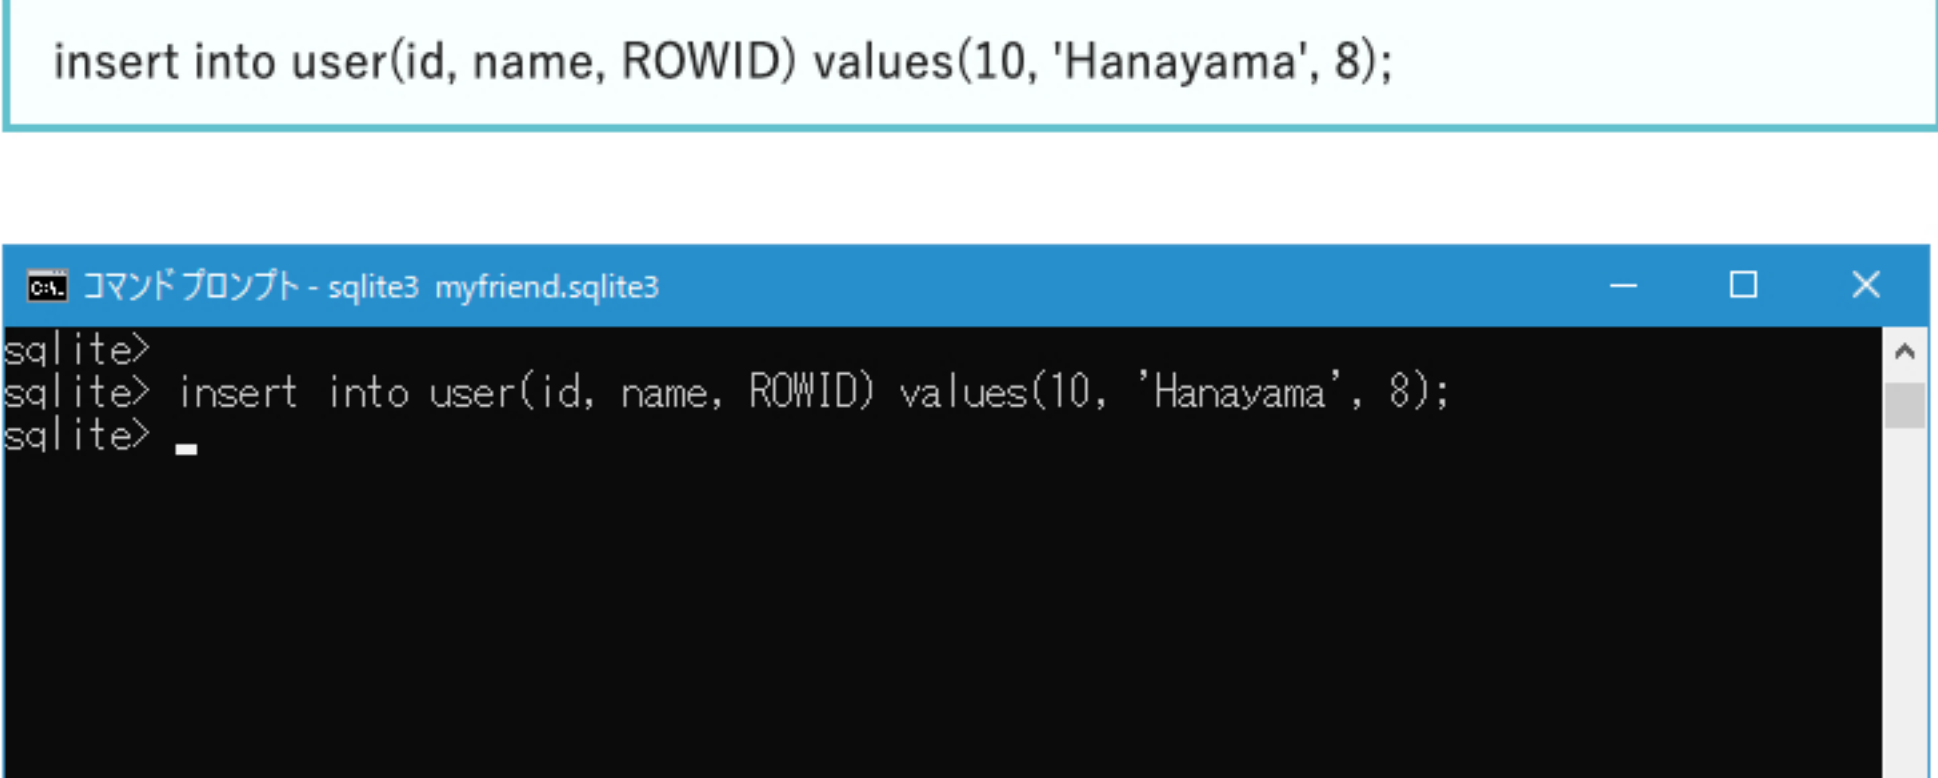 insert into user(id, name, ROWID) values(10, 'Hanayama', 8);
C:\. コマンド プロンプト - sqlite3  myfriend.sqlite3
sqlite>
sqlite> insert into user(id, name, ROWID) values(10, 'Hanayama', 8);
sqlite>